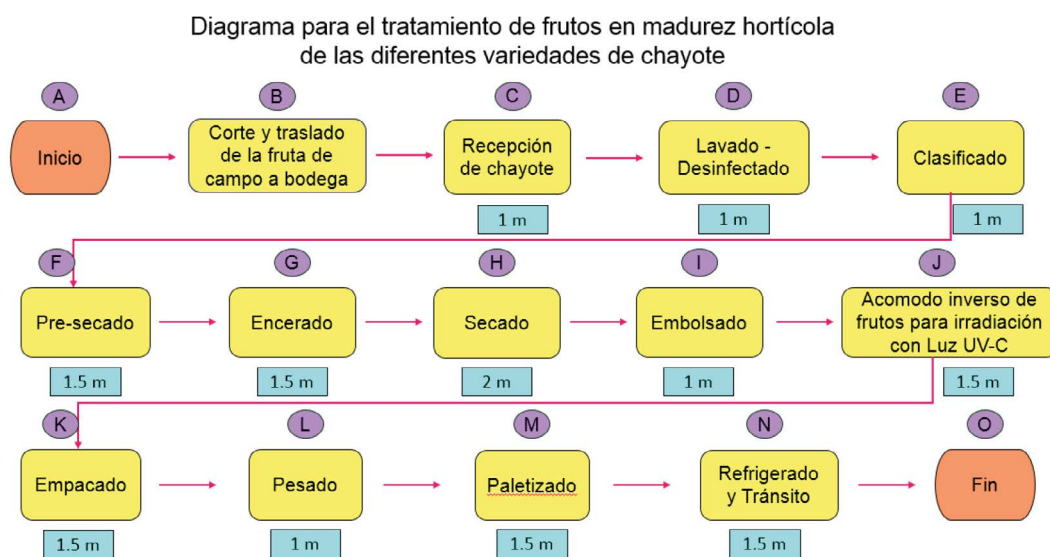 Diagrama para el tratamiento de frutos en madurez hortícola
de las diferentes variedades de chayote
A
B
C
D
E
Inicio
Corte y traslado
de la fruta de
campo a bodega
Recepción
de chayote
Lavado -
Desinfectado
Clasificado
1 m
1 m
1 m
F
G
H
I
J
Pre-secado
Encerado
Secado
Embolsado
Acomodo inverso de
frutos para irradiación
con Luz UV-C
1.5 m
1.5 m
2 m
1 m
1.5 m
K
L
M
N
O
Empacado
Pesado
Paletizado
Refrigerado
y Tránsito
Fin
1.5 m
1 m
1.5 m
1.5 m